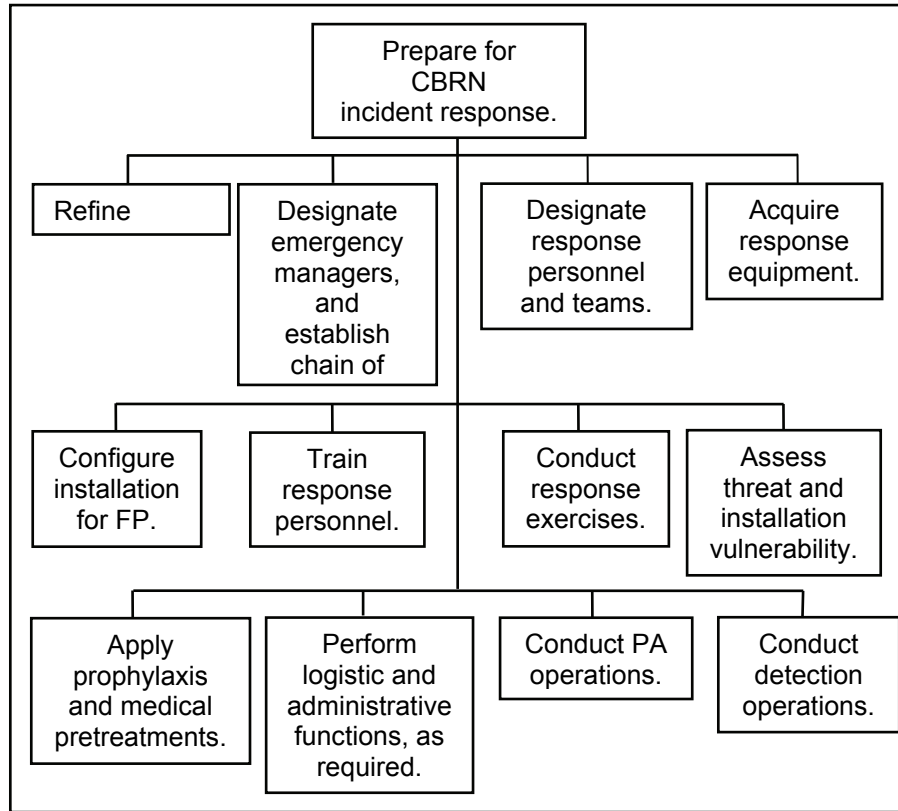 Prepare for
CBRN
incident response.
Refine
Designate
emergency
managers,
and
establish
chain of
Designate
response
personnel
and teams.
Acquire
response
equipment.
Configure
installation
for FP.
Train
response
personnel.
Conduct
response
exercises.
Assess
threat and
installation
vulnerability.
Apply
prophylaxis
and medical
pretreatments.
Perform
logistic and
administrative
functions, as
required.
Conduct PA
operations.
Conduct
detection
operations.